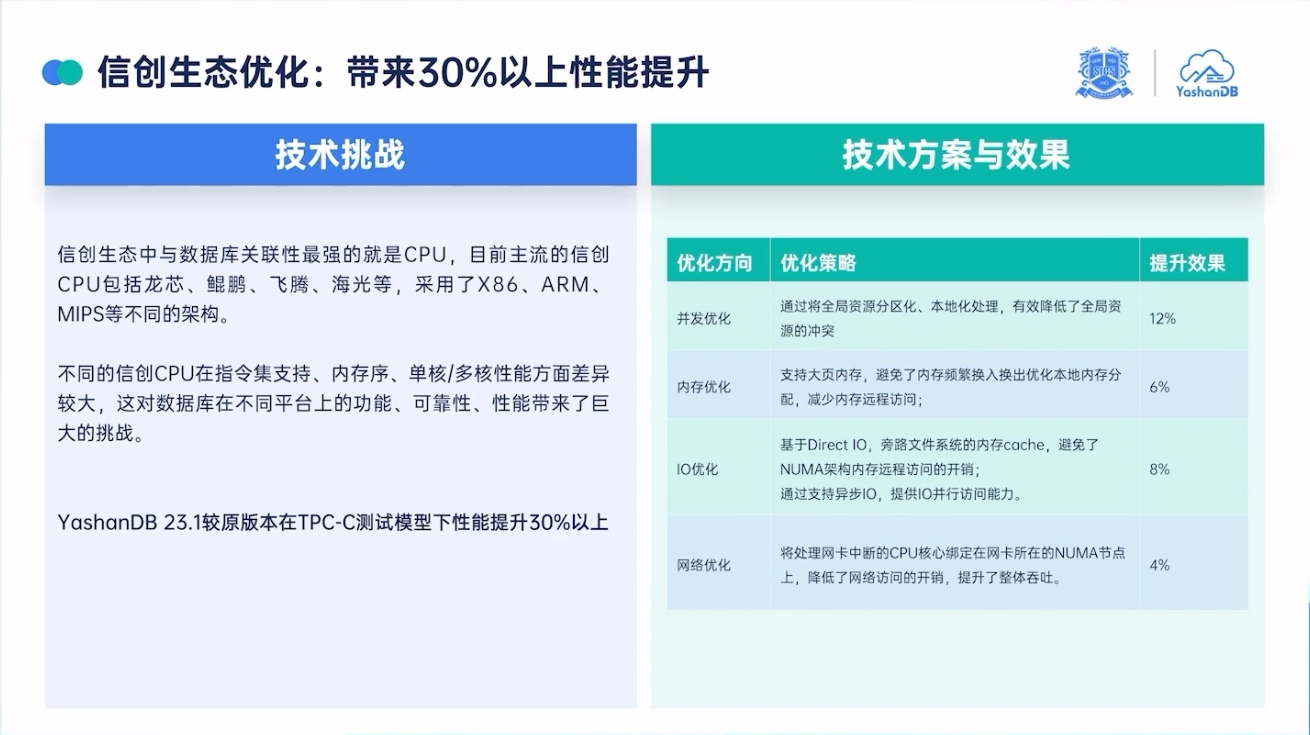 信创生态优化：带来30%以上性能提升
SICS
YashanDB
技术挑战
信创生态中与数据库关联性最强的就是CPU，目前主流的信创
CPU包括龙芯、鲲鹏、飞腾、海光等，采用了X86、ARM、
MIPS等不同的架构。
不同的信创CPU在指令集支持、内存序、单核/多核性能方面差异
较大，这对数据库在不同平台上的功能、可靠性、性能带来了巨
大的挑战。
YashanDB 23.1较原版本在TPC-C测试模型下性能提升30%以上
技术方案与效果
优化方向 优化策略 提升效果
并发优化
通过将全局资源分区化、本地化处理，有效降低了全局资
源的冲突
12%
内存优化
支持大页内存，避免了内存频繁换入换出优化本地内存分
配，减少内存远程访问；
6%
IO优化
基于Direct IO，旁路文件系统的内存cache，避免了
NUMA架构内存远程访问的开销；
通过支持异步IO，提供IO并行访问能力。
8%
网络优化
将处理网卡中断的CPU核心绑定在网卡所在的NUMA节点
上，降低了网络访问的开销，提升了整体吞吐。
4%